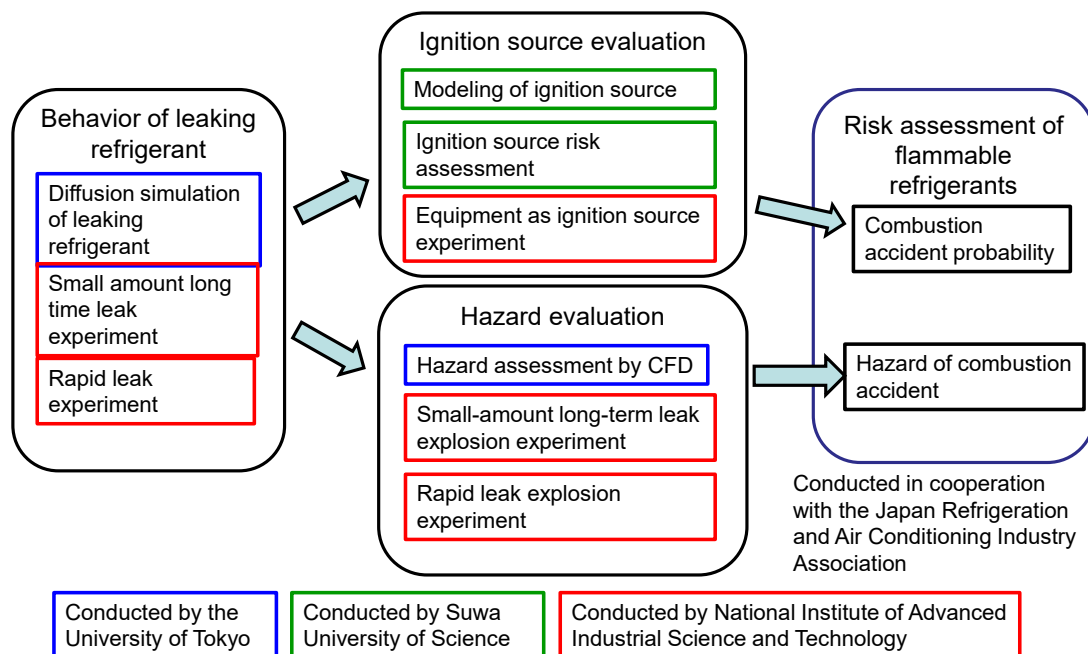 Behavior of leaking
refrigerant
Diffusion simulation
of leaking
refrigerant
Small amount long
time leak
experiment
Rapid leak
experiment
Ignition source evaluation
Modeling of ignition source
Ignition source risk
assessment
Equipment as ignition source
experiment
Hazard evaluation
Hazard assessment by CFD
Small-amount long-term leak
explosion experiment
Rapid leak explosion
experiment
Risk assessment of
flammable
refrigerants
Combustion
accident probability
Hazard of combustion
accident
Conducted in cooperation
with the Japan Refrigeration
and Air Conditioning Industry
Association
Conducted by the
University of Tokyo
Conducted by Suwa
University of Science
Conducted by National Institute of Advanced
Industrial Science and Technology